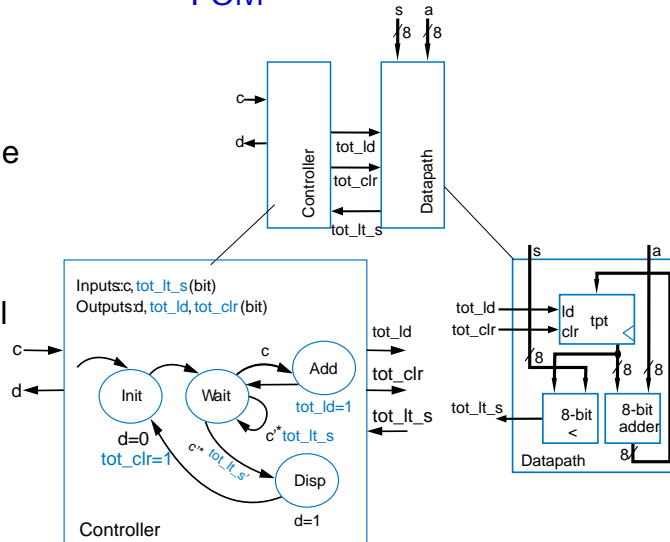 FSM
s a
8 8
c
d
e
tot_ld
tot_clr
tot_lt_s
Controller
Datapath
l
Inputs:c, tot_lt_s (bit)
Outputs:d, tot_ld, tot_clr (bit)
c
d
Init
Wait
Add
Disp
c
tot_ld=1
c'* tot_lt_s
c'* tot_lt_s'
d=0
tot_clr=1
d=1
Controller
tot_ld
tot_clr
tot_lt_s
s a
tot_ld
tot_clr
ld
clr
tpt
8 8 8
tot_lt_s
8-bit
<
8-bit
adder
8
Datapath